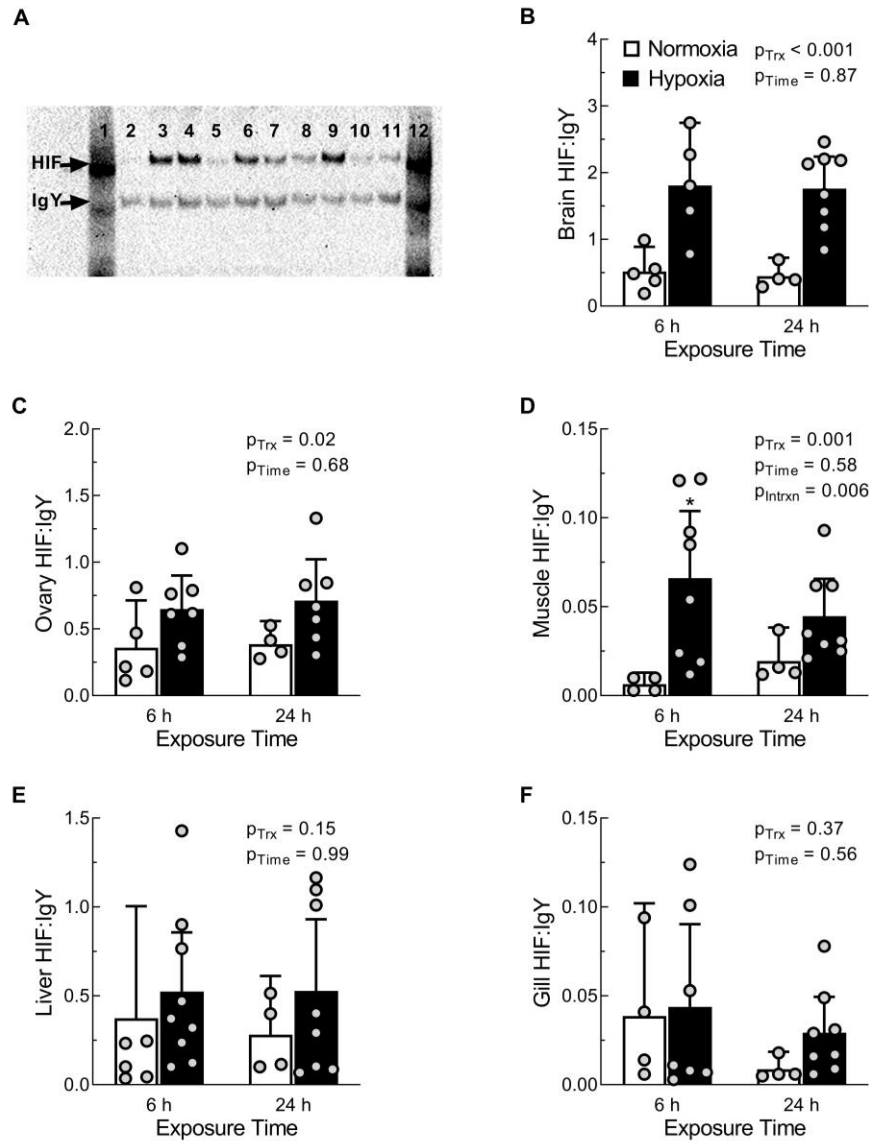 A
1 2 3 4 5 6 7 8 9 10 11 12
HIF
IgY
B
Normoxia
Hypoxia
pTrx < 0.001
pTime = 0.87
Brain HIF:IgY
4
3
2
1
0
6 h 24 h
Exposure Time
C
pTrx = 0.02
pTime = 0.68
Ovary HIF:IgY
2.0
1.5
1.0
0.5
0.0
6 h 24 h
Exposure Time
D
pTrx = 0.001
pTime = 0.58
pIntrxn = 0.006
Muscle HIF:IgY
0.15
0.10
0.05
0.00
*
6 h 24 h
Exposure Time
E
pTrx = 0.15
pTime = 0.99
Liver HIF:IgY
1.5
1.0
0.5
0.0
6 h 24 h
Exposure Time
F
pTrx = 0.37
pTime = 0.56
Gill HIF:IgY
0.15
0.10
0.05
0.00
6 h 24 h
Exposure Time